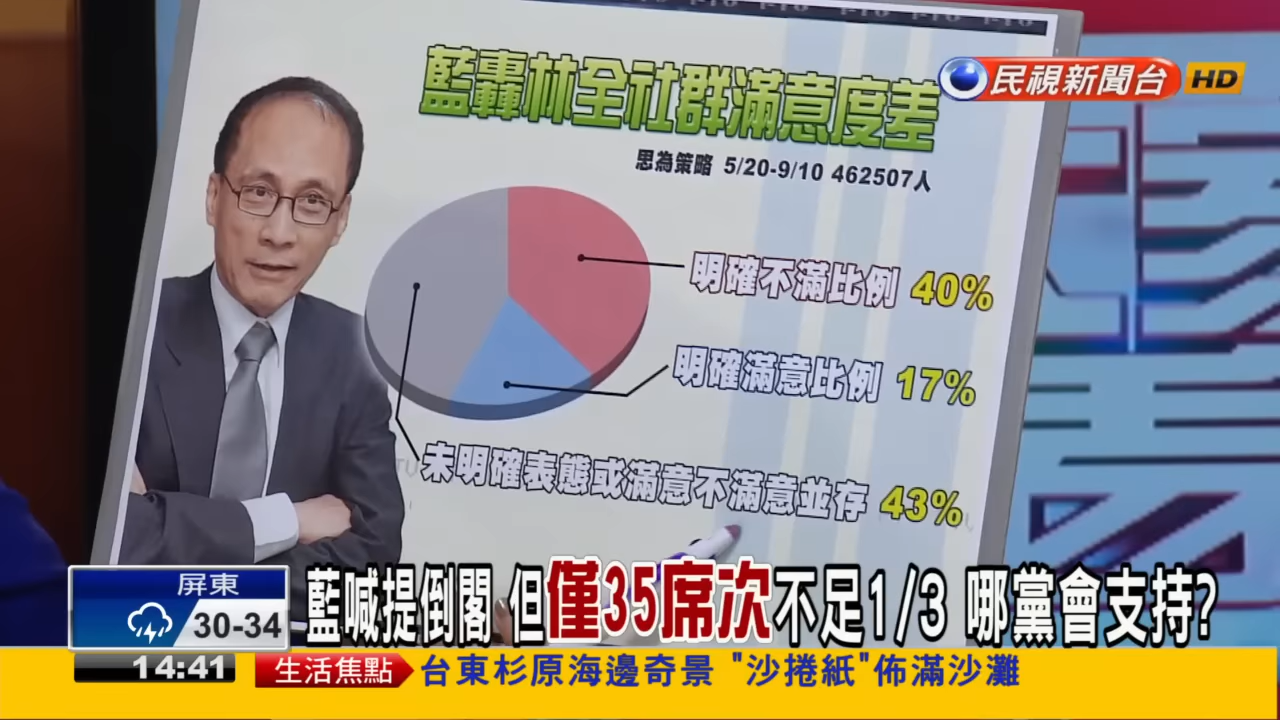 藍轟林全社群滿意度差
思為策略 5/20-9/10 462507人
民視新聞台 HD
明確不滿比例 40%
明確滿意比例 17%
未明確表態或滿意不滿意並存 43%
屏東
30-34
藍喊提倒閣 但僅35席次不足1/3 哪黨會支持?
14:41
生活焦點
台東杉原海邊奇景 "沙捲紙"佈滿沙灘